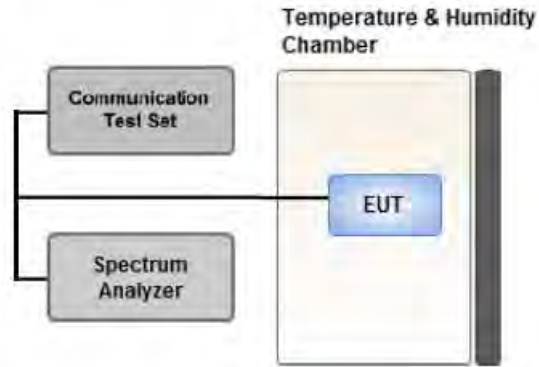 Temperature & Humidity
Chamber
Communication
Test Set
EUT
Spectrum
Analyzer